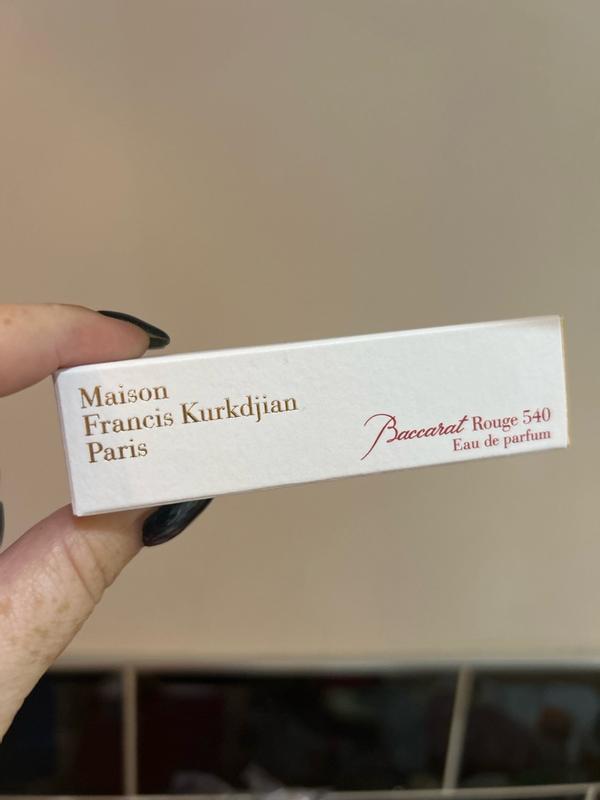 Maison
Francis Kurkdjian
Paris
Baccarat Rouge 540
Eau de parfum